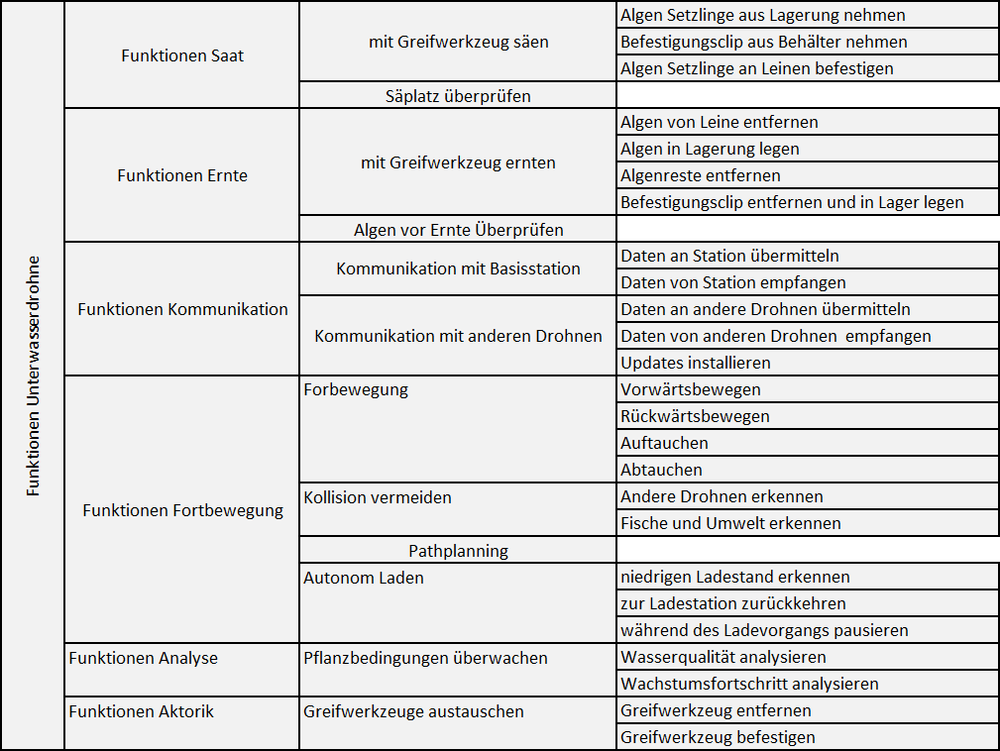 Funktionen Unterwasserdrohne
Funktionen Saat
mit Greifwerkzeug säen
Algen Setzlinge aus Lagerung nehmen
Befestigungsclip aus Behälter nehmen
Algen Setzlinge an Leinen befestigen
Säplatz überprüfen
Funktionen Ernte
mit Greifwerkzeug ernten
Algen von Leine entfernen
Algen in Lagerung legen
Algenreste entfernen
Befestigungsclip entfernen und in Lager legen
Algen vor Ernte Überprüfen
Funktionen Kommunikation
Kommunikation mit Basisstation
Daten an Station übermitteln
Daten von Station empfangen
Kommunikation mit anderen Drohnen
Daten an andere Drohnen übermitteln
Daten von anderen Drohnen  empfangen
Updates installieren
Funktionen Fortbewegung
Forbewegung
Vorwärtsbewegen
Rückwärtsbewegen
Auftauchen
Abtauchen
Kollision vermeiden
Andere Drohnen erkennen
Fische und Umwelt erkennen
Pathplanning
Autonom Laden
niedrigen Ladestand erkennen
zur Ladestation zurückkehren
während des Ladevorgangs pausieren
Funktionen Analyse
Pflanzbedingungen überwachen
Wasserqualität analysieren
Wachstumsfortschritt analysieren
Funktionen Aktorik
Greifwerkzeuge austauschen
Greifwerkzeug entfernen
Greifwerkzeug befestigen